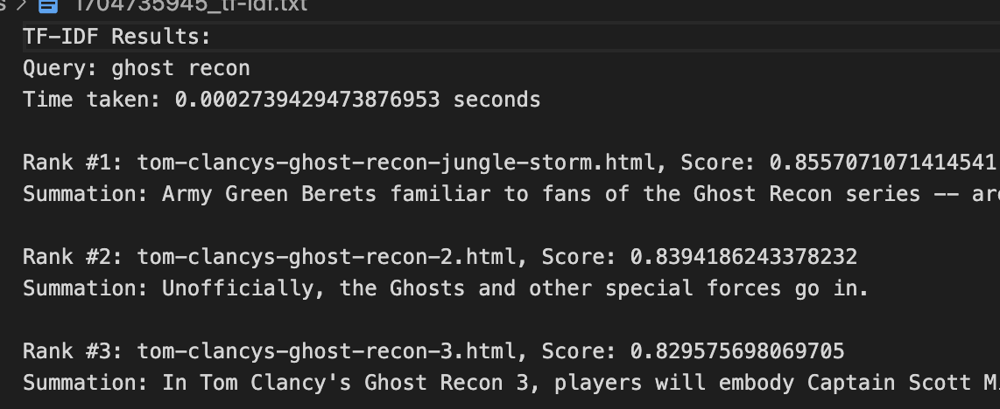 s > 1704735945_tf-idf.txt
TF-IDF Results:
Query: ghost recon
Time taken: 0.0002739429473876953 seconds
Rank #1: tom-clancys-ghost-recon-jungle-storm.html, Score: 0.8557071071414541
Summation: Army Green Berets familiar to fans of the Ghost Recon series -- are
Rank #2: tom-clancys-ghost-recon-2.html, Score: 0.8394186243378232
Summation: Unofficially, the Ghosts and other special forces go in.
Rank #3: tom-clancys-ghost-recon-3.html, Score: 0.829575698069705
Summation: In Tom Clancy's Ghost Recon 3, players will embody Captain Scott M